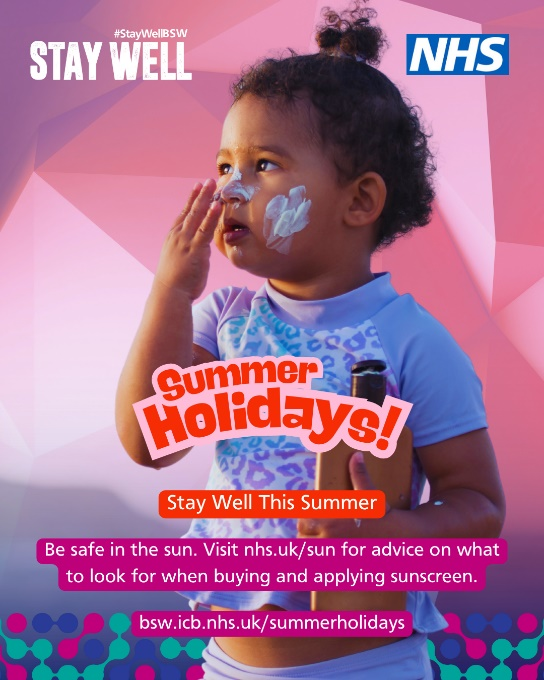 #StayWellBSW
STAY WELL
NHS
Summer
Holidays!
Stay Well This Summer
Be safe in the sun. Visit nhs.uk/sun for advice on what
to look for when buying and applying sunscreen.
bsw.icb.nhs.uk/summerholidays